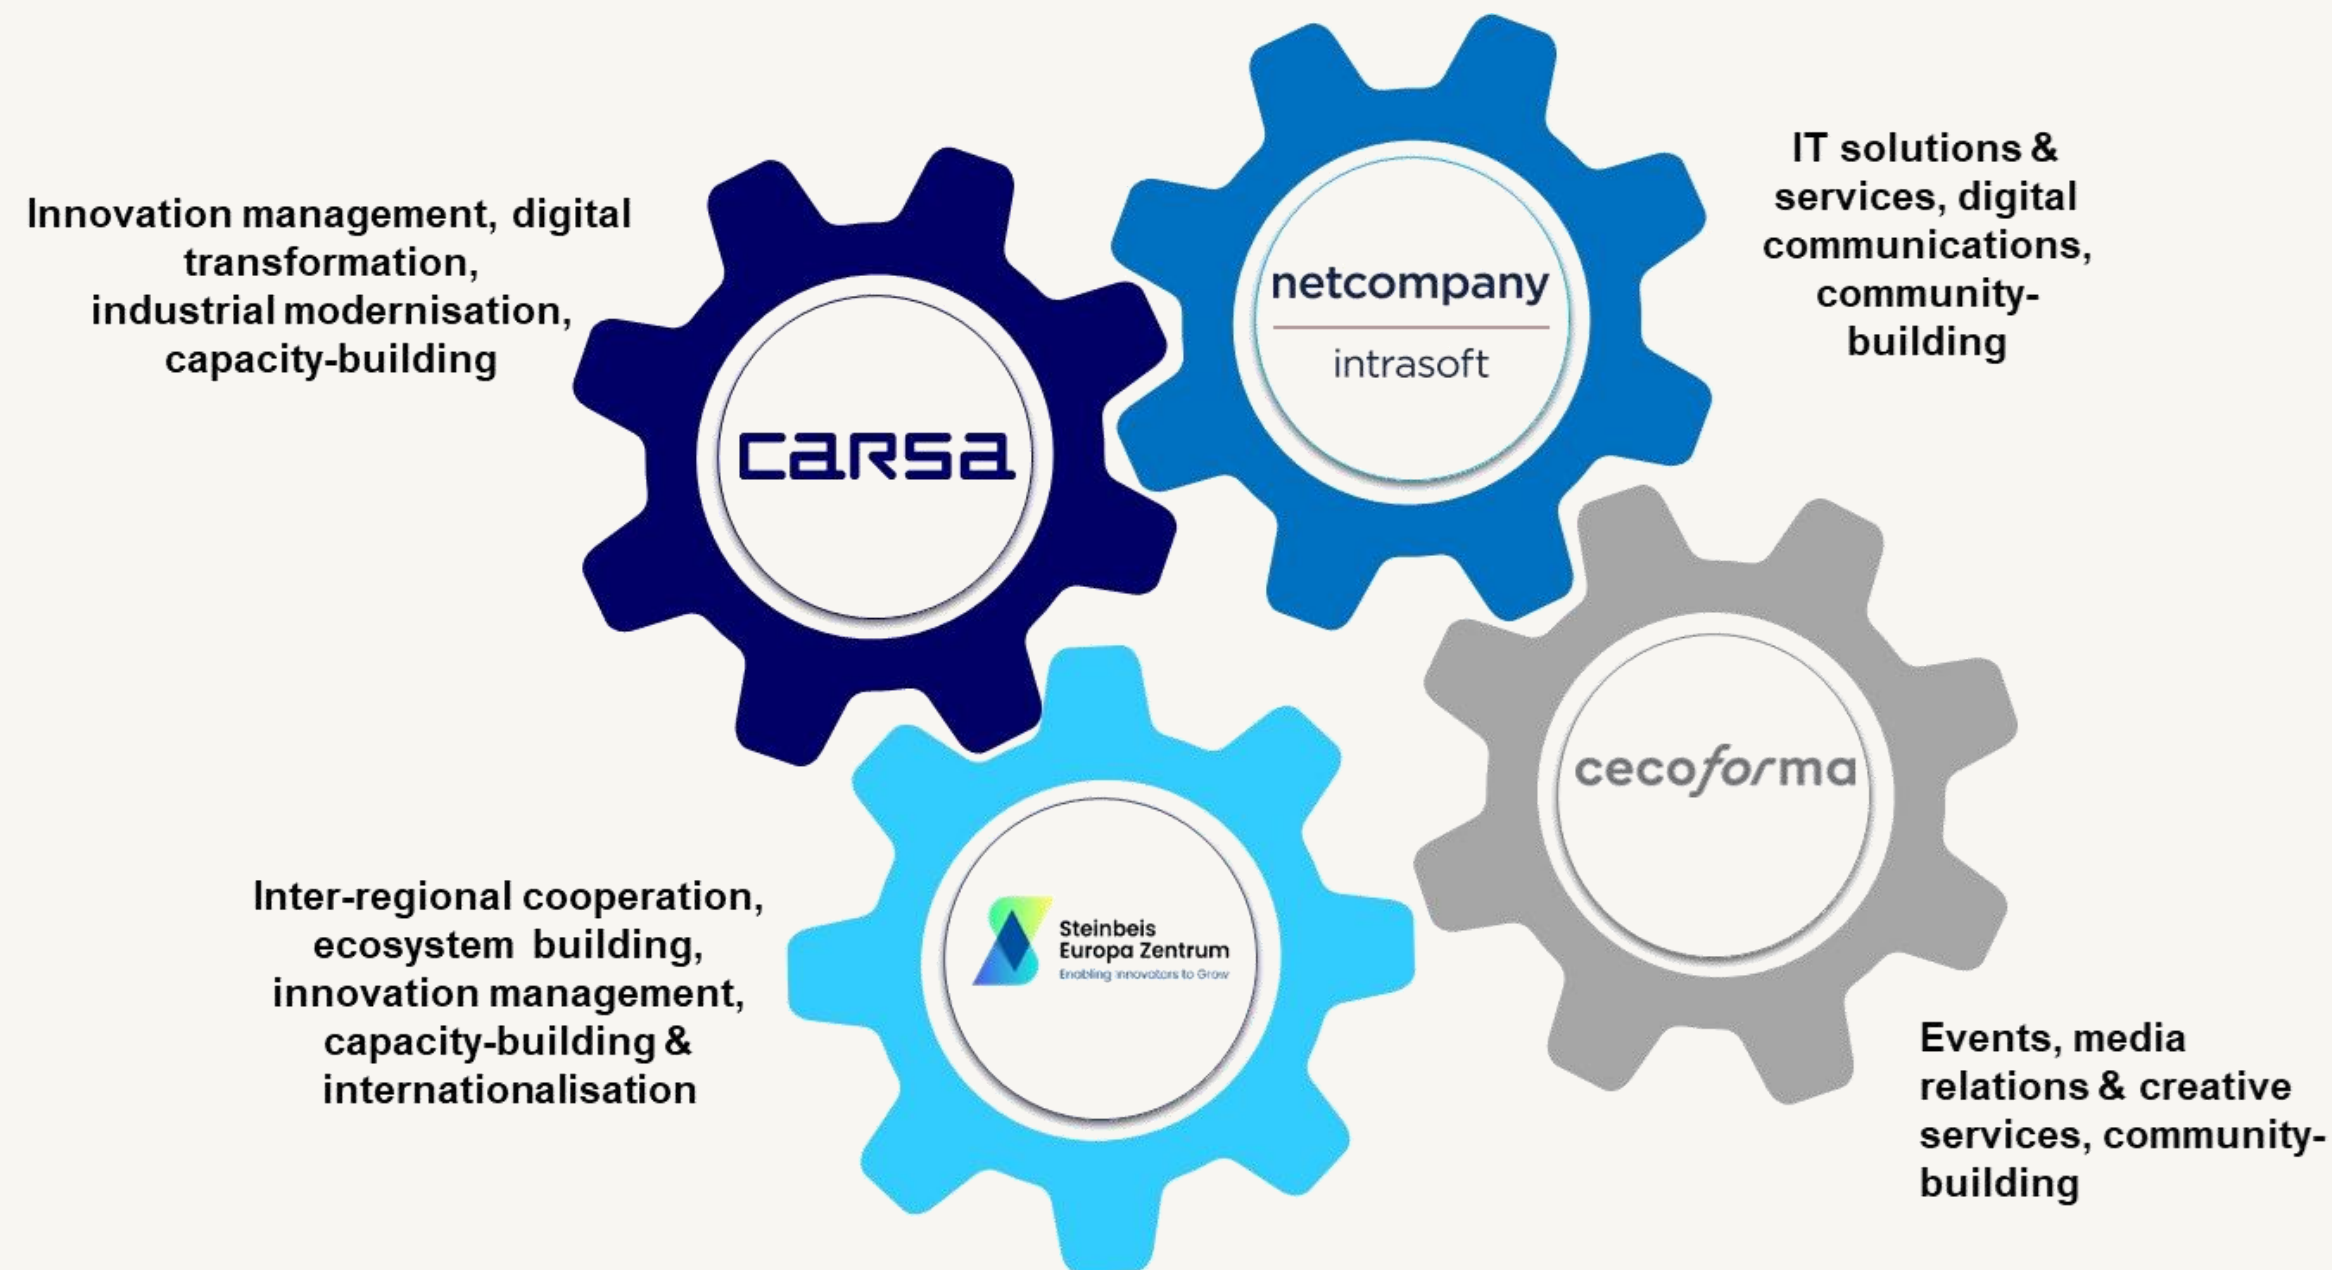 Innovation management, digital
transformation,
industrial modernisation,
capacity-building
carsa
netcompany
intrasoft
IT solutions &
services, digital
communications,
community-
building
Inter-regional cooperation,
ecosystem building,
innovation management,
capacity-building &
internationalisation
Steinbeis
Europa Zentrum
Enabling Innovators to Grow
cecoforma
Events, media
relations & creative
services, community-
building